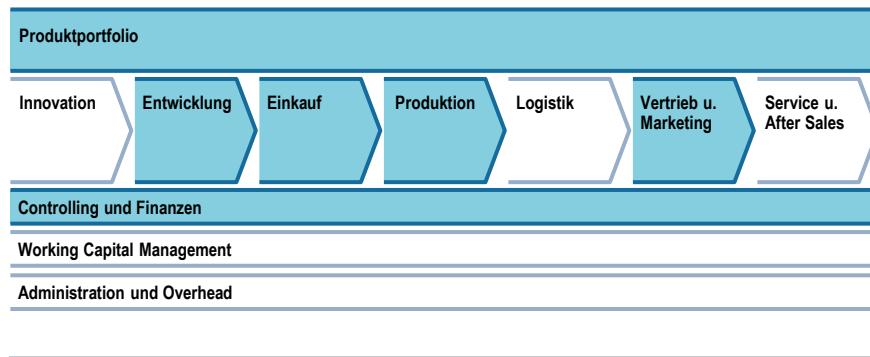 Produktportfolio
Innovation
Entwicklung
Einkauf
Produktion
Logistik
Vertrieb u.
Marketing
Service u.
After Sales
Controlling und Finanzen
Working Capital Management
Administration und Overhead